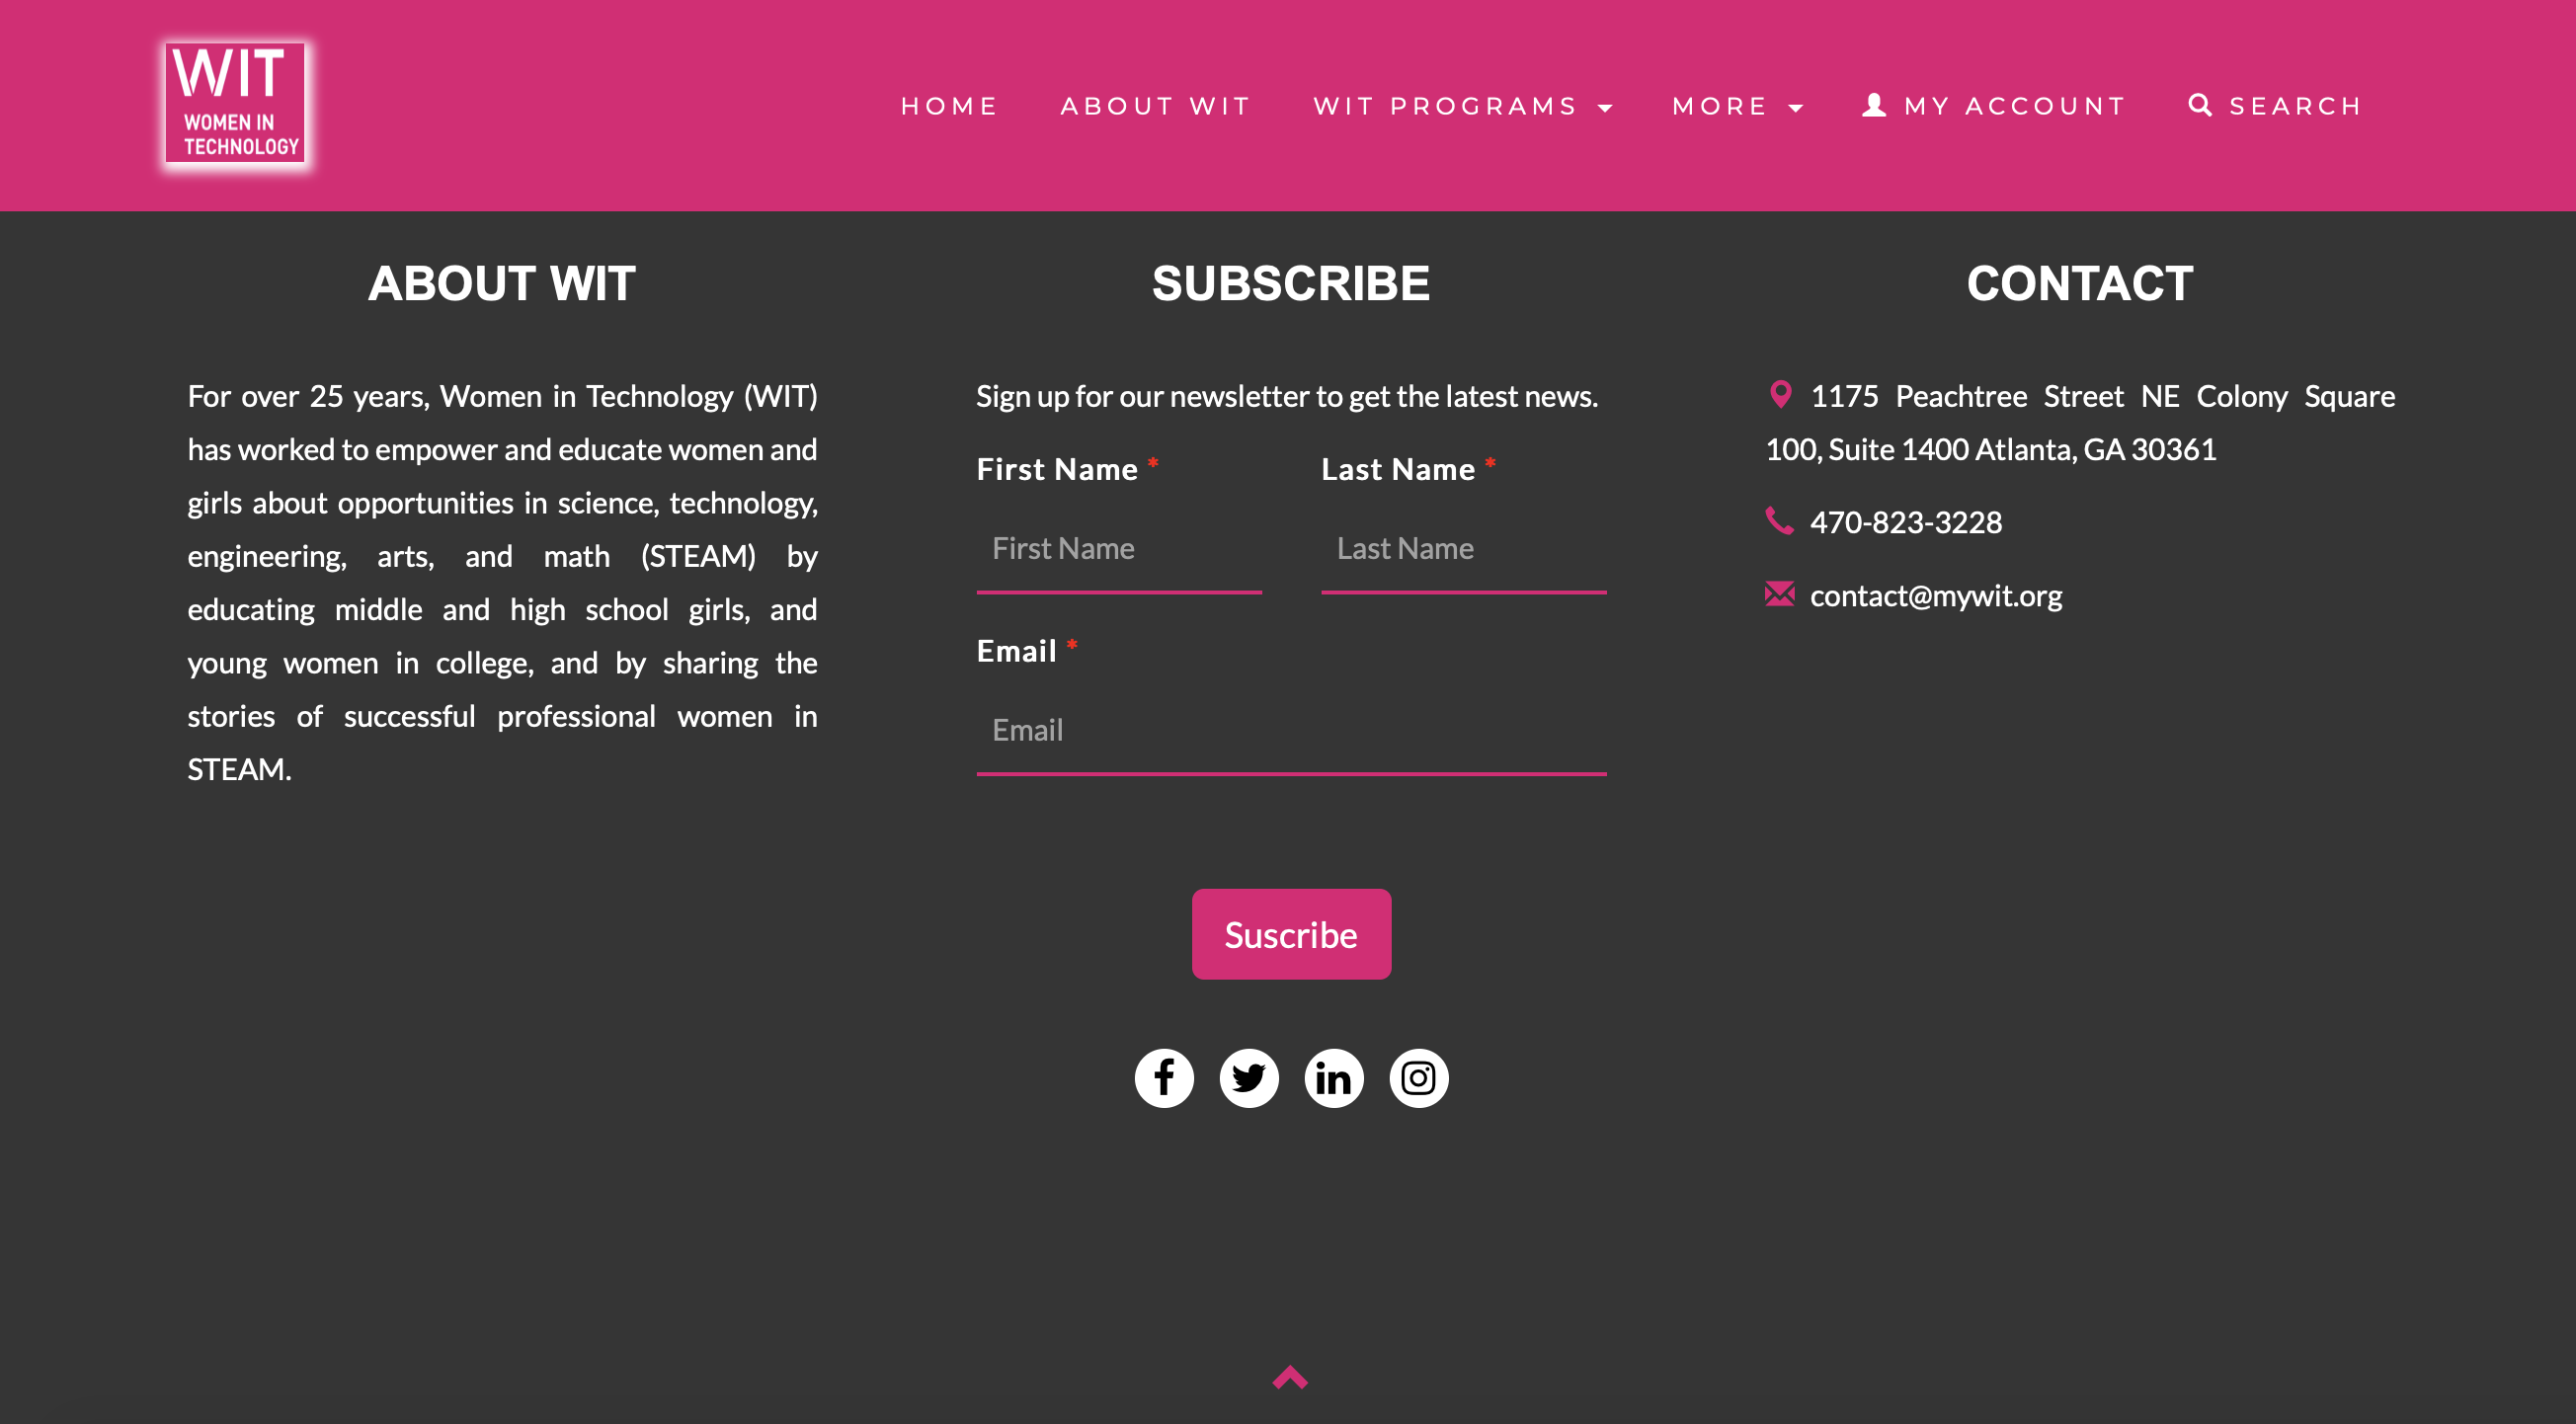 WIT
WOMEN IN
TECHNOLOGY
HOME
ABOUT WIT
WIT PROGRAMS
MORE
MY ACCOUNT
SEARCH
ABOUT WIT
For over 25 years, Women in Technology (WIT)
has worked to empower and educate women and
girls about opportunities in science, technology,
engineering, arts, and math (STEAM) by
educating middle and high school girls, and
young women in college, and by sharing the
stories of successful professional women in
STEAM.
SUBSCRIBE
Sign up for our newsletter to get the latest news.
First Name *
Last Name *
First Name
Last Name
Email *
Email
Suscribe
CONTACT
1175 Peachtree Street NE Colony Square
100, Suite 1400 Atlanta, GA 30361
470-823-3228
contact@mywit.org